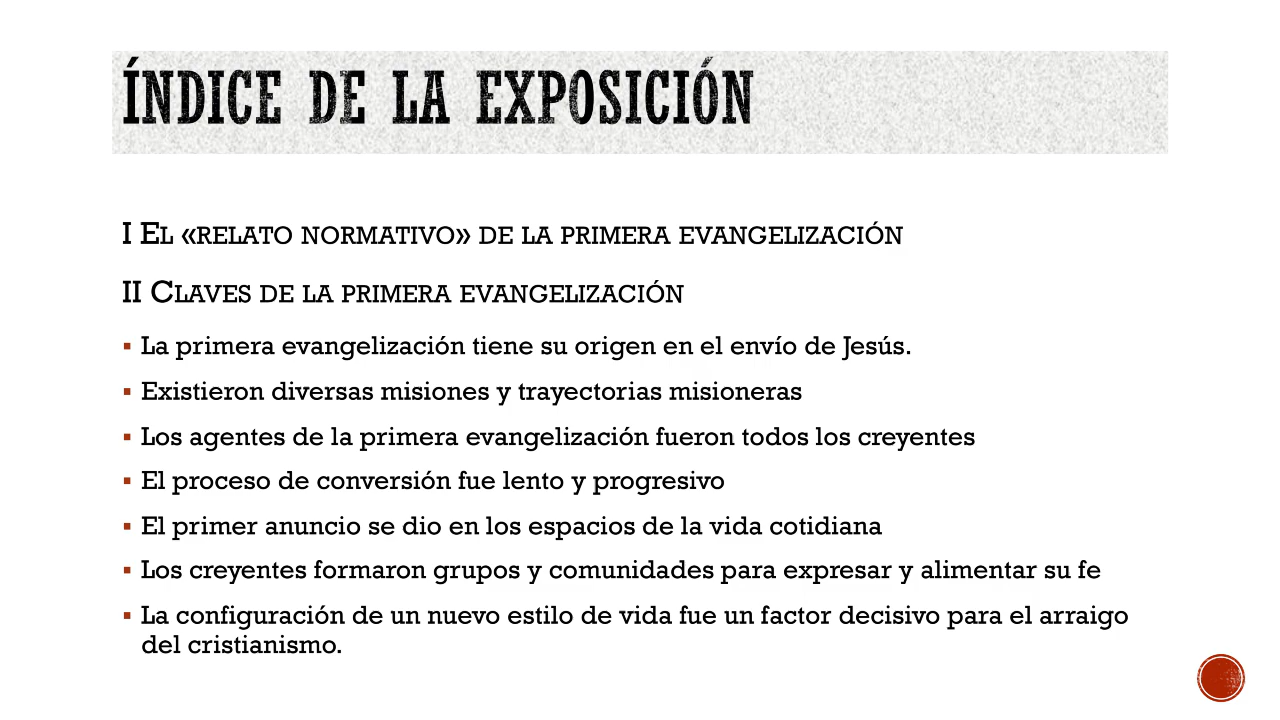 ÍNDICE DE LA EXPOSICIÓN
I EL «RELATO NORMATIVO» DE LA PRIMERA EVANGELIZACIÓN
II CLAVES DE LA PRIMERA EVANGELIZACIÓN
▪ La primera evangelización tiene su origen en el envío de Jesús.
▪ Existieron diversas misiones y trayectorias misioneras
▪ Los agentes de la primera evangelización fueron todos los creyentes
▪ El proceso de conversión fue lento y progresivo
▪ El primer anuncio se dio en los espacios de la vida cotidiana
▪ Los creyentes formaron grupos y comunidades para expresar y alimentar su fe
▪ La configuración de un nuevo estilo de vida fue un factor decisivo para el arraigo
del cristianismo.